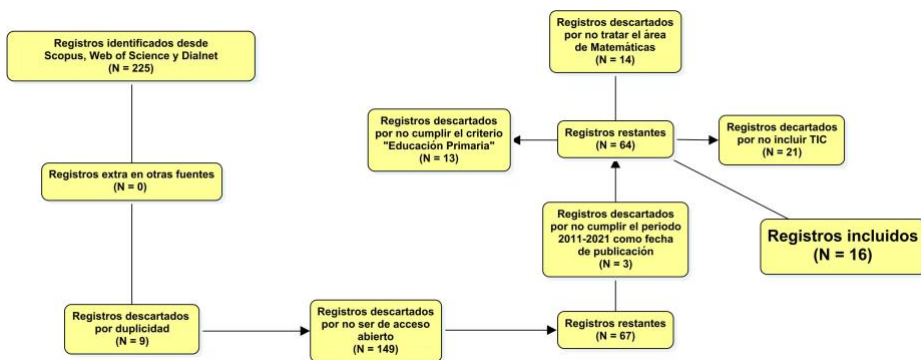 Registros identificados desde
Scopus, Web of Science y Dialnet
(N = 225)
Registros extra en otras fuentes
(N = 0)
Registros descartados
por duplicidad
(N = 9)
Registros descartados
por no ser de acceso
abierto
(N = 149)
Registros restantes
(N = 67)
Registros descartados
por no cumplir el periodo
2011-2021 como fecha
de publicación
(N = 3)
Registros restantes
(N = 64)
Registros descartados
por no cumplir el criterio
"Educación Primaria"
(N = 13)
Registros descartados
por no tratar el área
de Matemáticas
(N = 14)
Registros decartados
por no incluir TIC
(N = 21)
Registros incluidos
(N = 16)